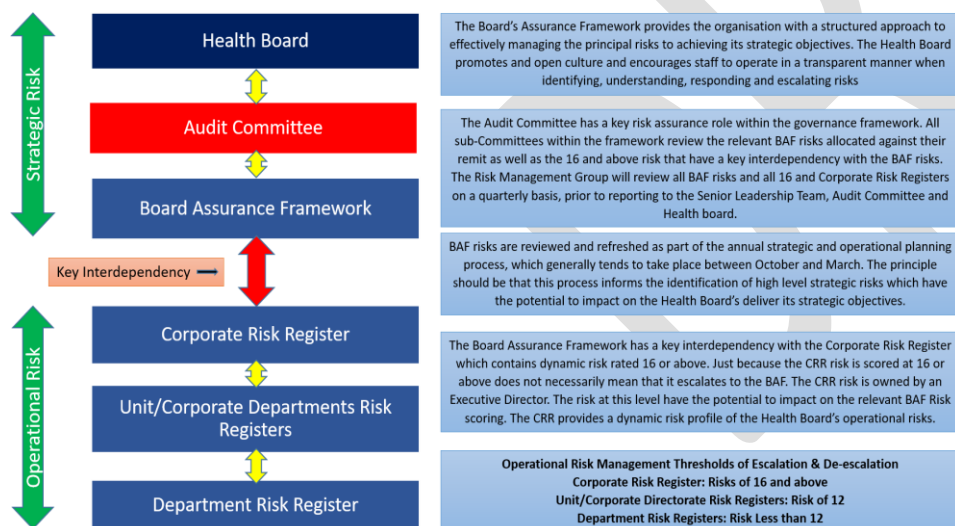 Strategic Risk
Health Board
Audit Committee
Board Assurance Framework
Key Interdependency
Operational Risk
Corporate Risk Register
Unit/Corporate Departments Risk
Registers
Department Risk Register
The Board's Assurance Framework provides the organisation with a structured approach to
effectively managing the principal risks to achieving its strategic objectives. The Health Board
promotes and open culture and encourages staff to operate in a transparent manner when
identifying, understanding, responding and escalating risks
The Audit Committee has a key risk assurance role within the governance framework. All
sub-Committees within the framework review the relevant BAF risks allocated against their
remit as well as the 16 and above risk that have a key interdependency with the BAF risks.
The Risk Management Group will review all BAF risks and all 16 and Corporate Risk Registers
on a quarterly basis, prior to reporting to the Senior Leadership Team, Audit Committee and
Health board.
BAF risks are reviewed and refreshed as part of the annual strategic and operational planning
process, which generally tends to take place between October and March. The principle
should be that this process informs the identification of high level strategic risks which have
the potential to impact on the Health Board's deliver its strategic objectives.
The Board Assurance Framework has a key interdependency with the Corporate Risk Register
which contains dynamic risk rated 16 or above. Just because the CRR risk is scored at 16 or
above does not necessarily mean that it escalates to the BAF. The CRR risk is owned by an
Executive Director. The risk at this level have the potential to impact on the relevant BAF Risk
scoring. The CRR provides a dynamic risk profile of the Health Board's operational risks.
Operational Risk Management Thresholds of Escalation & De-escalation
Corporate Risk Register: Risks of 16 and above
Unit/Corporate Directorate Risk Registers: Risk of 12
Department Risk Registers: Risk Less than 12